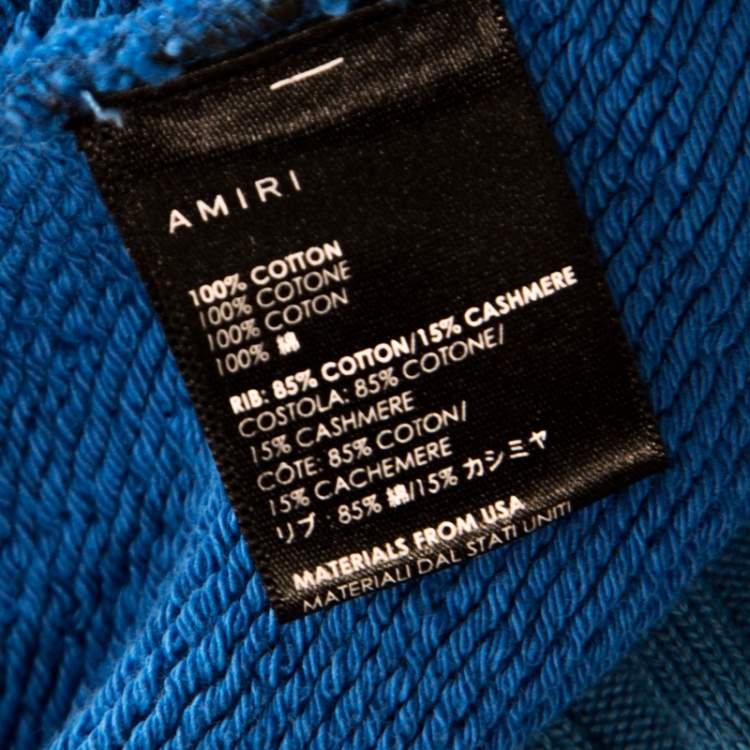 AMIRI
100% COTTON
100% COTONE
100% COTON
100% 綿
RIB: 85% COTTON/15% CASHMERE
COSTOLA: 85% COTONE/
15% CASHMERE
CÔTE: 85% COTON/
15% CACHEMERE
リブ : 85% 綿/15% カシミヤ
MATERIALS FROM USA
MATERIALI DAL STATI UNITI